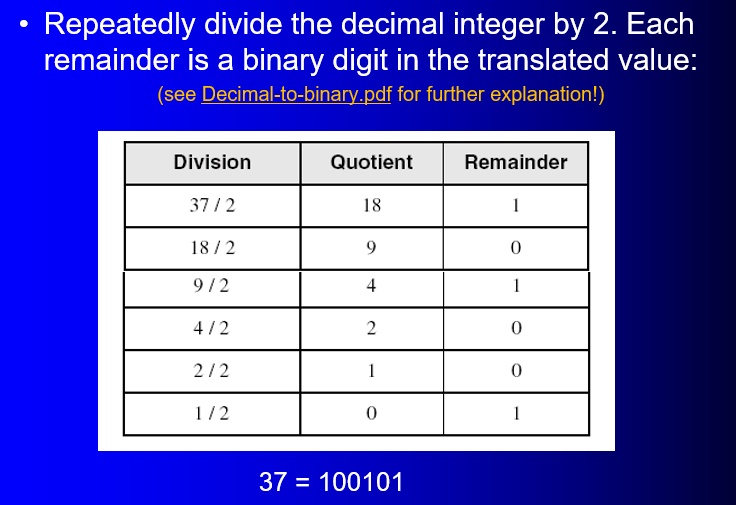 • Repeatedly divide the decimal integer by 2. Each
remainder is a binary digit in the translated value:
(see Decimal-to-binary.pdf for further explanation!)
Division Quotient Remainder
37 / 2 18 1
18 / 2 9 0
9 / 2 4 1
4 / 2 2 0
2 / 2 1 0
1 / 2 0 1
37 = 100101